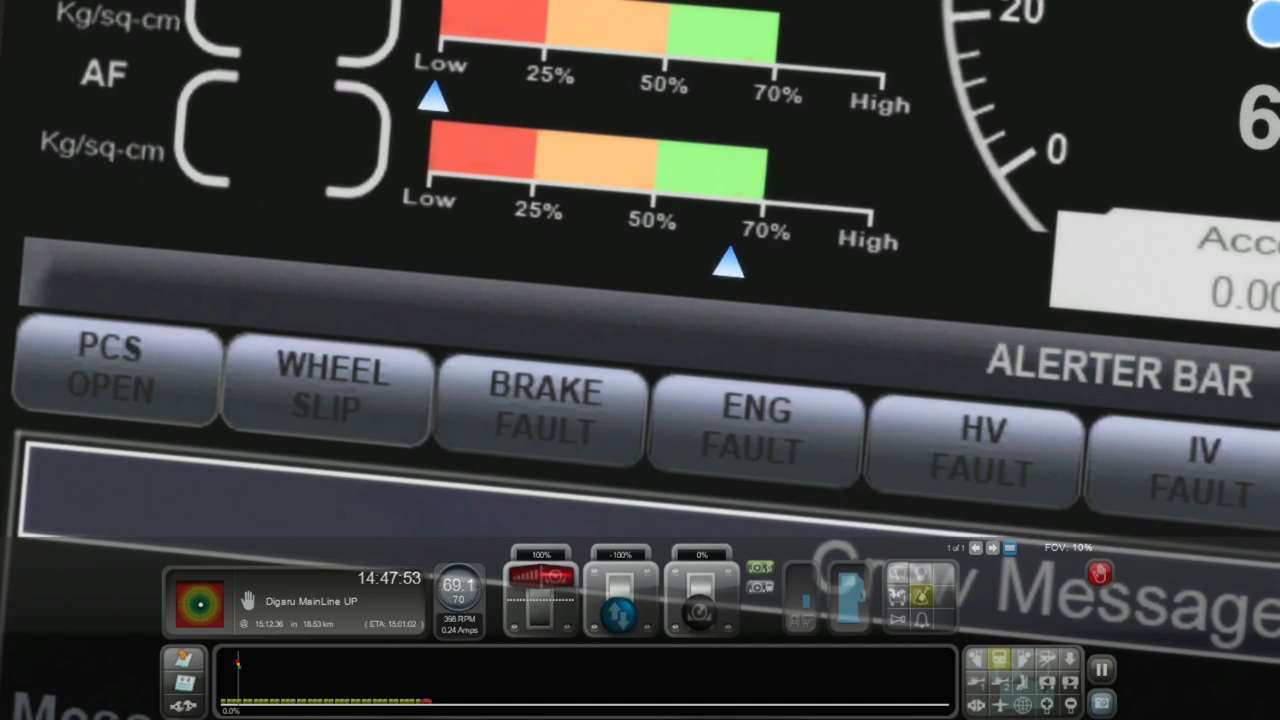 Kg/sq-cm
AF
Kg/sq-cm
Low 25% 50% 70% High
Low 25% 50% 70% High
20
0
6
Acc
0.00
ALERTER BAR
PCS OPEN
WHEEL SLIP
BRAKE FAULT
ENG FAULT
HV FAULT
IV FAULT
Crew Message
1 of 1
FOV: 10%
14:47:53
Digaru MainLine UP
@ 15:12:36 in 18.53 km ( ETA: 15:01:02 )
69.1
70
398 RPM
0.24 Amps
100%
-100%
0%
0.0%